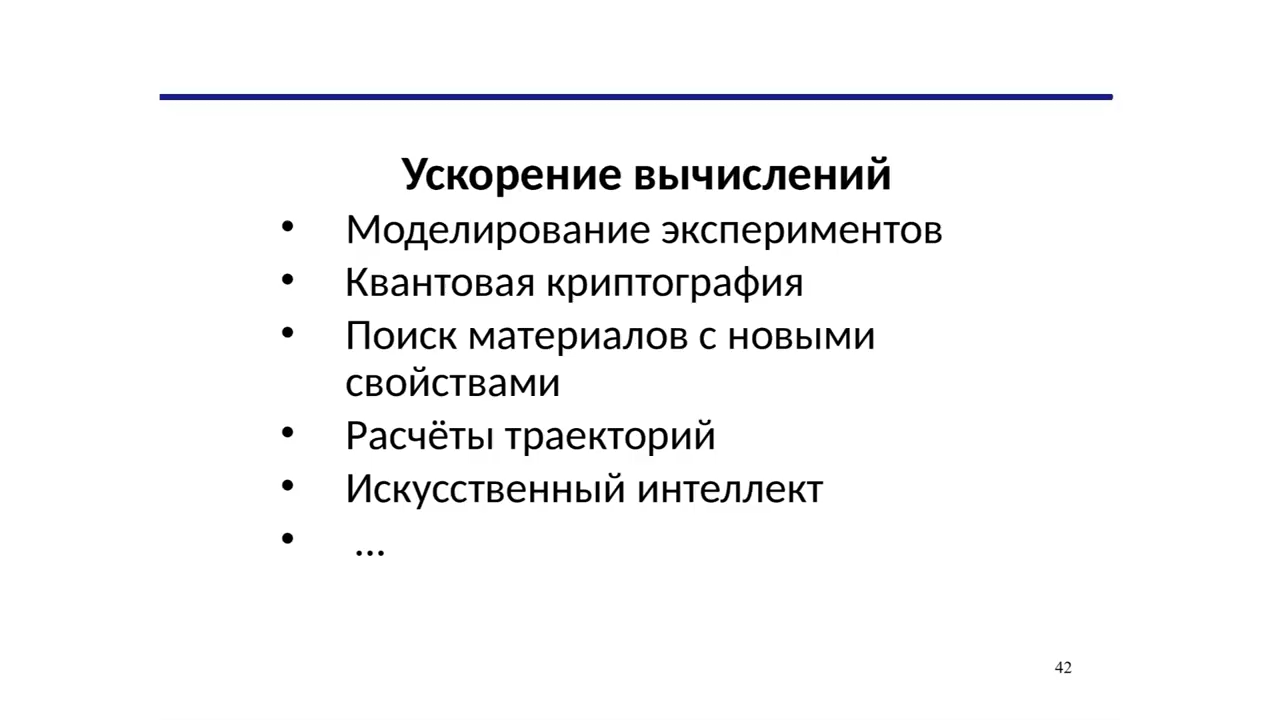 Ускорение вычислений
• Моделирование экспериментов
• Квантовая криптография
• Поиск материалов с новыми
свойствами
• Расчёты траекторий
• Искусственный интеллект
• ...
42